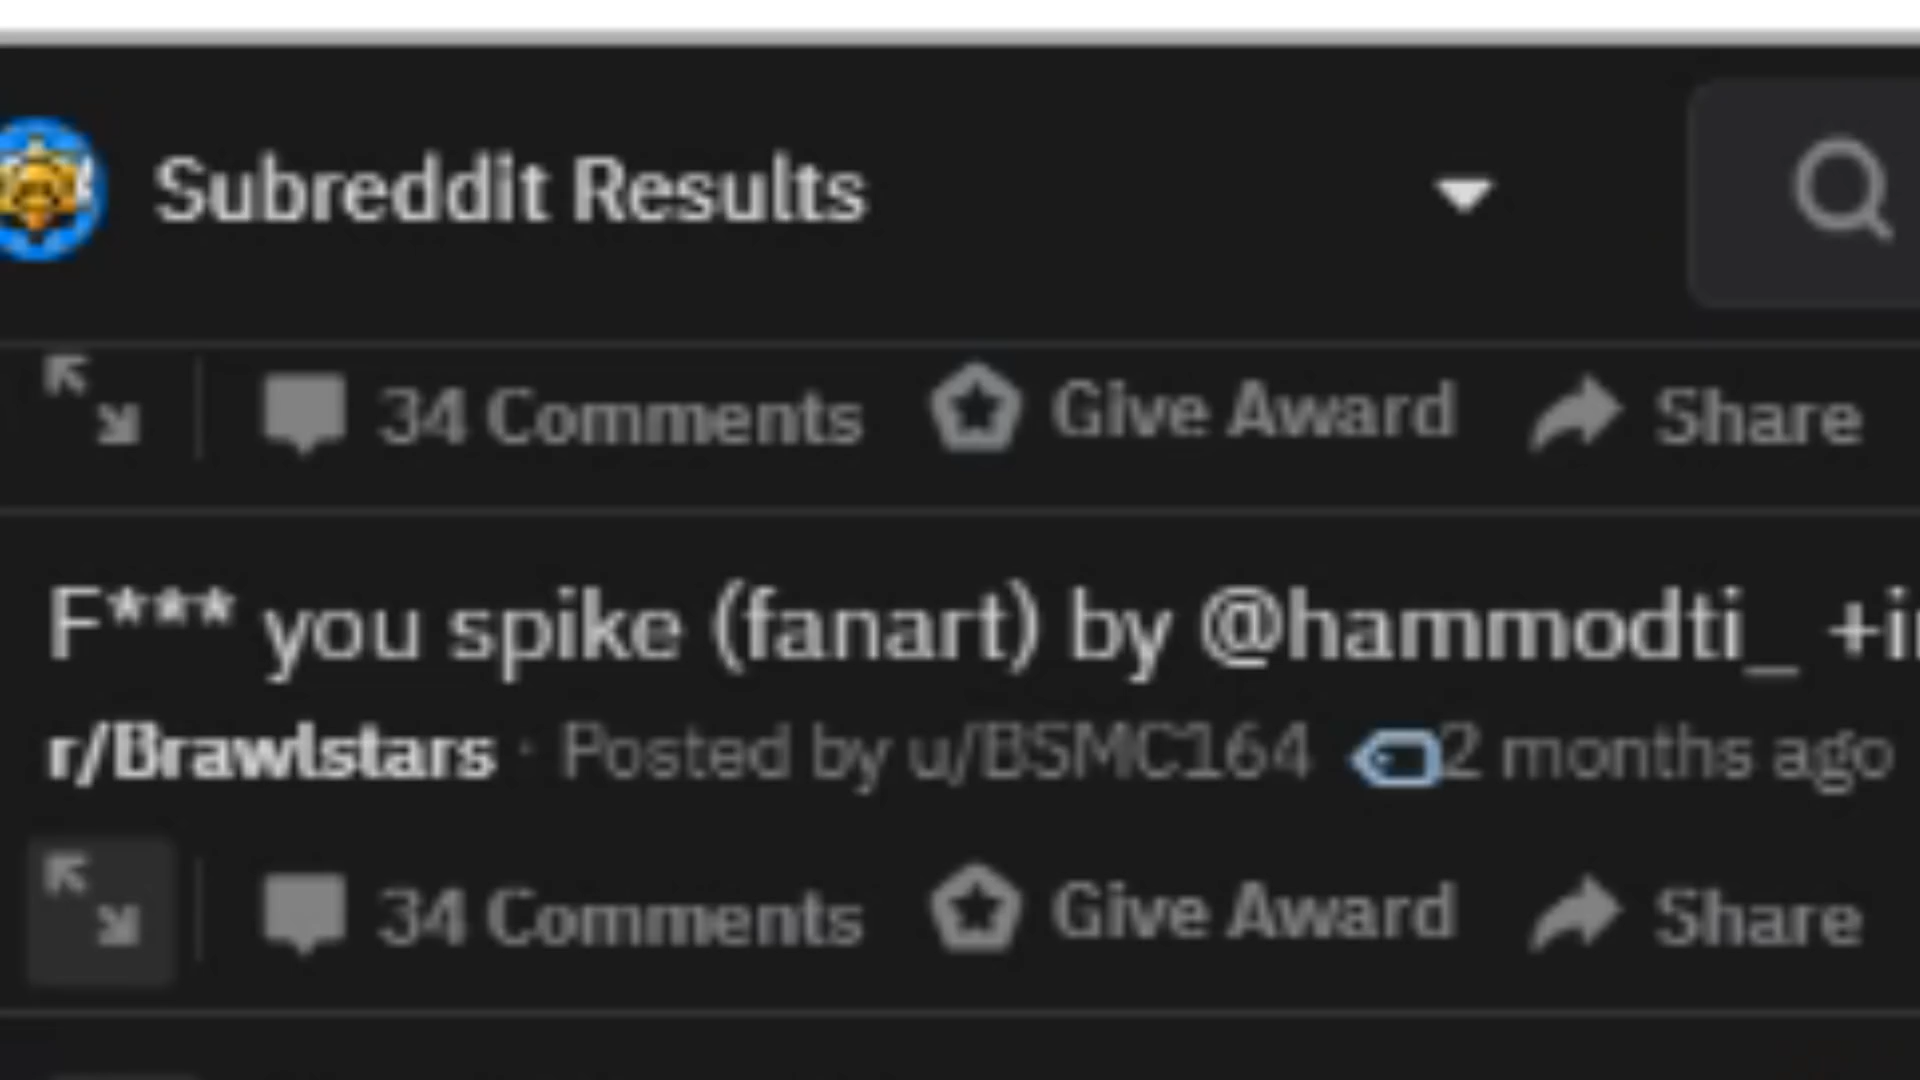 Subreddit Results
34 Comments Give Award Share
F*** you spike (fanart) by @hammodti_
r/Brawlstars · Posted by u/BSMC164 2 months ago
34 Comments Give Award Share